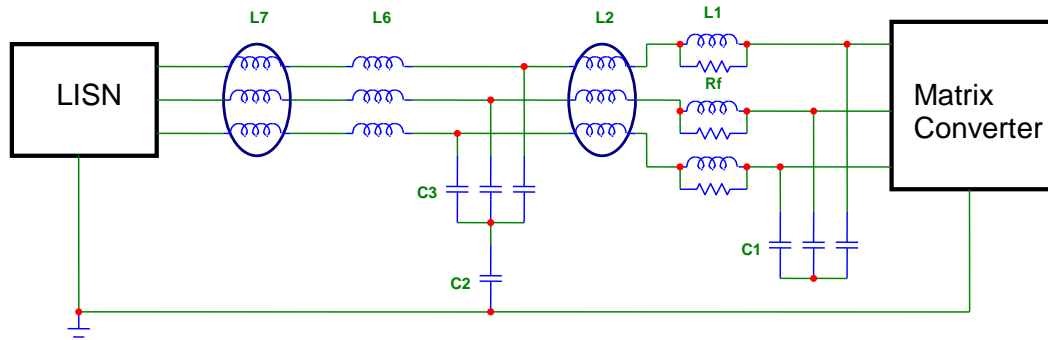 L7
L6
L2
L1
LISN
Rf
Matrix
Converter
C3
C1
C2